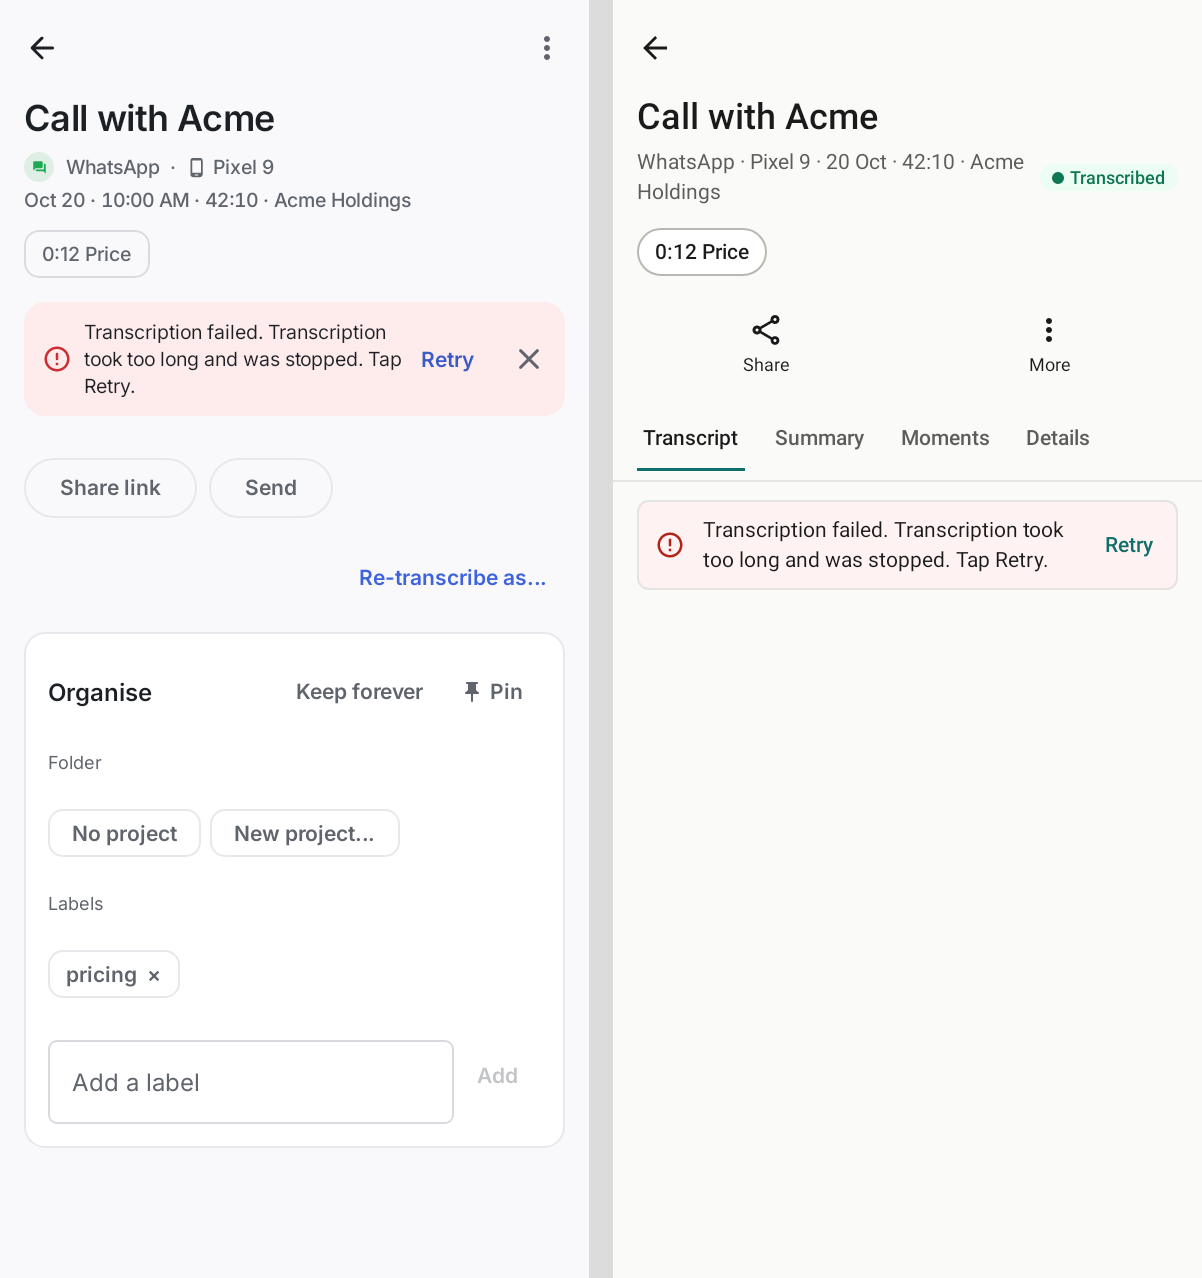 Call with Acme
WhatsApp · Pixel 9
Oct 20 · 10:00 AM · 42:10 · Acme Holdings
0:12 Price
Transcription failed. Transcription
took too long and was stopped. Tap
Retry.
Retry
Share link
Send
Re-transcribe as...
Organise
Keep forever
Pin
Folder
No project
New project...
Labels
pricing ×
Add a label
Add
Call with Acme
WhatsApp · Pixel 9 · 20 Oct · 42:10 · Acme
Holdings
Transcribed
0:12 Price
Share
More
Transcript
Summary
Moments
Details
Transcription failed. Transcription took
too long and was stopped. Tap Retry.
Retry